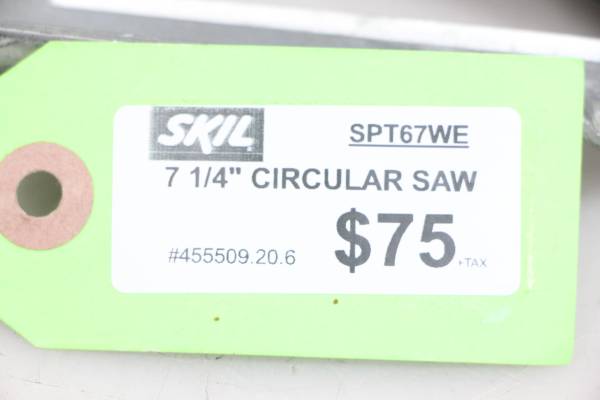 SKIL SPT67WE
7 1/4" CIRCULAR SAW
#455509.20.6 $75 +TAX